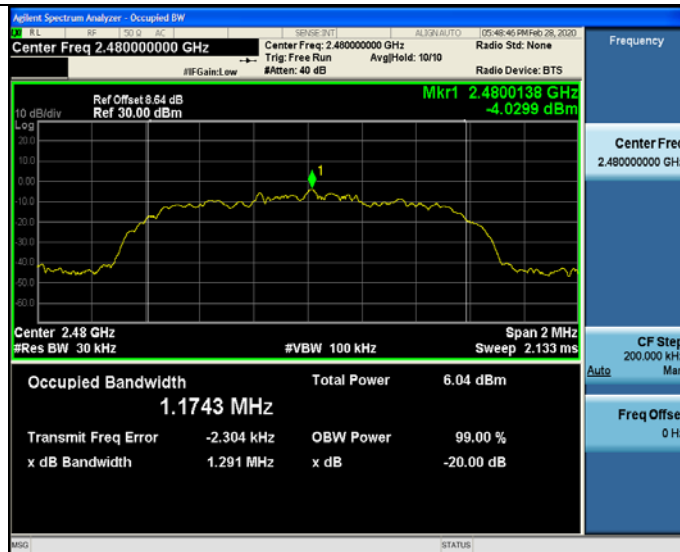 Agilent Spectrum Analyzer - Occupied BW
RL RF 50 Ω AC SENSE:INT ALIGN AUTO 05:48:46 PM Feb 28, 2020
Center Freq 2.480000000 GHz Center Freq: 2.480000000 GHz Radio Std: None Frequency
Trig: Free Run Avg|Hold: 10/10
#IFGain:Low #Atten: 40 dB Radio Device: BTS
Mkr1 2.4800138 GHz
Ref Offset 8.64 dB
10 dB/div Ref 30.00 dBm -4.0299 dBm
Log
20.0
10.0
0.00
-10.0
-20.0
-30.0
-40.0
-50.0
-60.0
1
Center Freq
2.480000000 GHz
Center 2.48 GHz Span 2 MHz
#Res BW 30 kHz #VBW 100 kHz Sweep 2.133 ms
CF Step
200.000 kHz
Auto Man
Occupied Bandwidth Total Power 6.04 dBm
1.1743 MHz
Transmit Freq Error -2.304 kHz OBW Power 99.00 %
x dB Bandwidth 1.291 MHz x dB -20.00 dB
Freq Offset
0 Hz
MSG STATUS